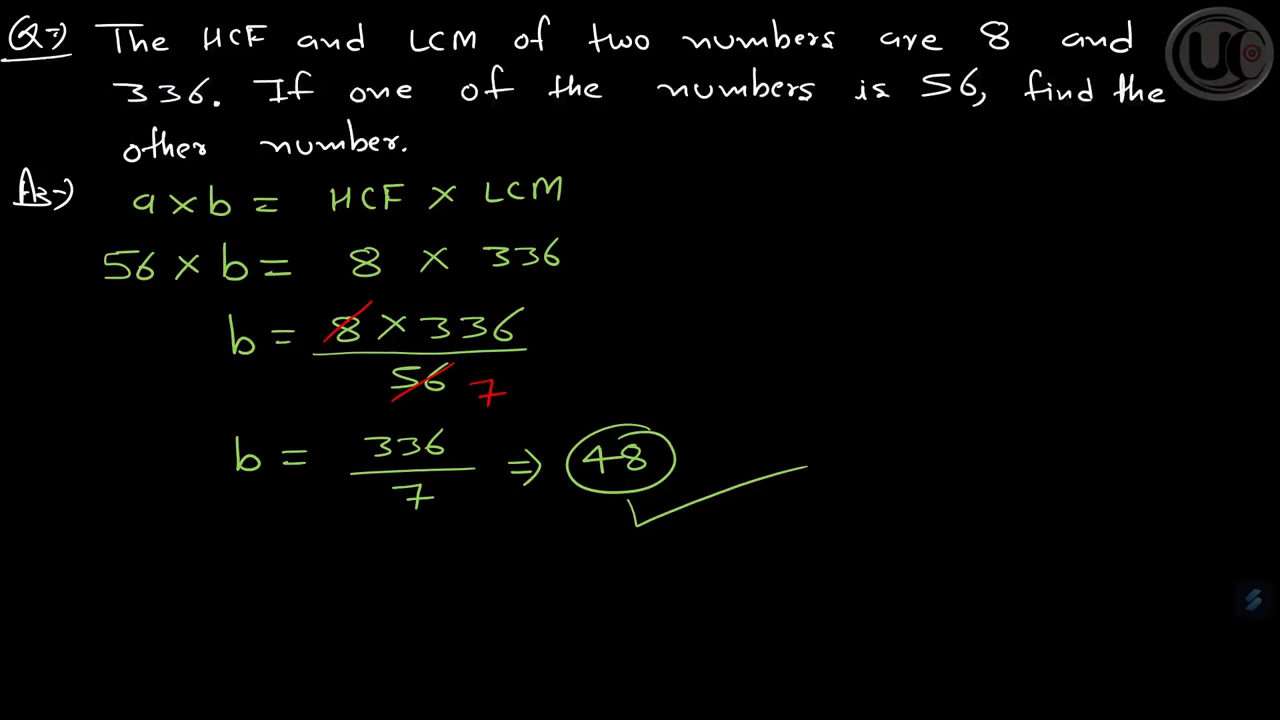 Q⇒ The HCF and LCM of two numbers are 8 and
336. If one of the numbers is 56, find the
other number.
a × b = HCF × LCM
56 × b = 8 × 336
b = 8 × 336
56 7
b = 336
7
⇒ 48
UC